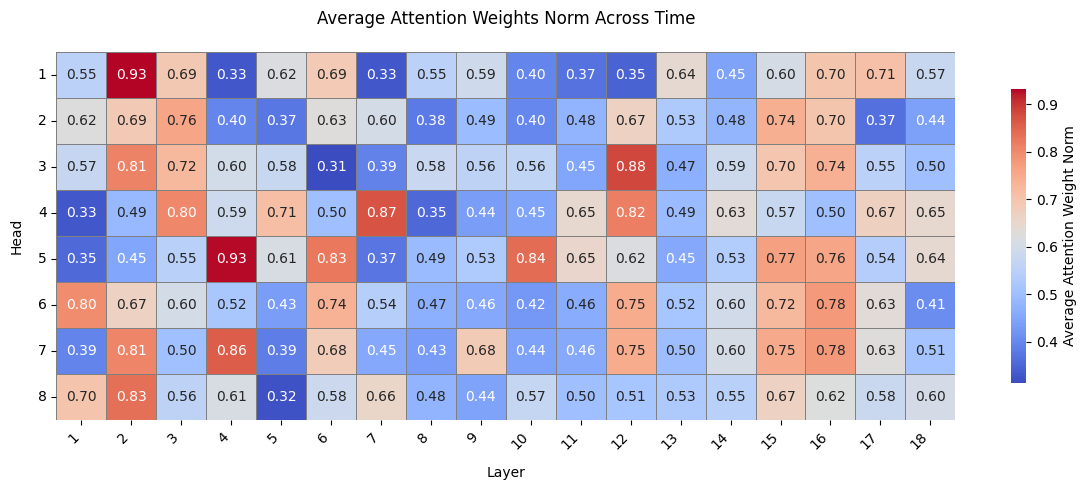 Average Attention Weights Norm Across Time
1 0.55 0.93 0.69 0.33 0.62 0.69 0.33 0.55 0.59 0.40 0.37 0.35 0.64 0.45 0.60 0.70 0.71 0.57
2 0.62 0.69 0.76 0.40 0.37 0.63 0.60 0.38 0.49 0.40 0.48 0.67 0.53 0.48 0.74 0.70 0.37 0.44
3 0.57 0.81 0.72 0.60 0.58 0.31 0.39 0.58 0.56 0.56 0.45 0.88 0.47 0.59 0.70 0.74 0.55 0.50
4 0.33 0.49 0.80 0.59 0.71 0.50 0.87 0.35 0.44 0.45 0.65 0.82 0.49 0.63 0.57 0.50 0.67 0.65
5 0.35 0.45 0.55 0.93 0.61 0.83 0.37 0.49 0.53 0.84 0.65 0.62 0.45 0.53 0.77 0.76 0.54 0.64
6 0.80 0.67 0.60 0.52 0.43 0.74 0.54 0.47 0.46 0.42 0.46 0.75 0.52 0.60 0.72 0.78 0.63 0.41
7 0.39 0.81 0.50 0.86 0.39 0.68 0.45 0.43 0.68 0.44 0.46 0.75 0.50 0.60 0.75 0.78 0.63 0.51
8 0.70 0.83 0.56 0.61 0.32 0.58 0.66 0.48 0.44 0.57 0.50 0.51 0.53 0.55 0.67 0.62 0.58 0.60
1 2 3 4 5 6 7 8 9 10 11 12 13 14 15 16 17 18
Layer
Head
0.9
0.8
0.7
0.6
0.5
0.4
Average Attention Weight Norm